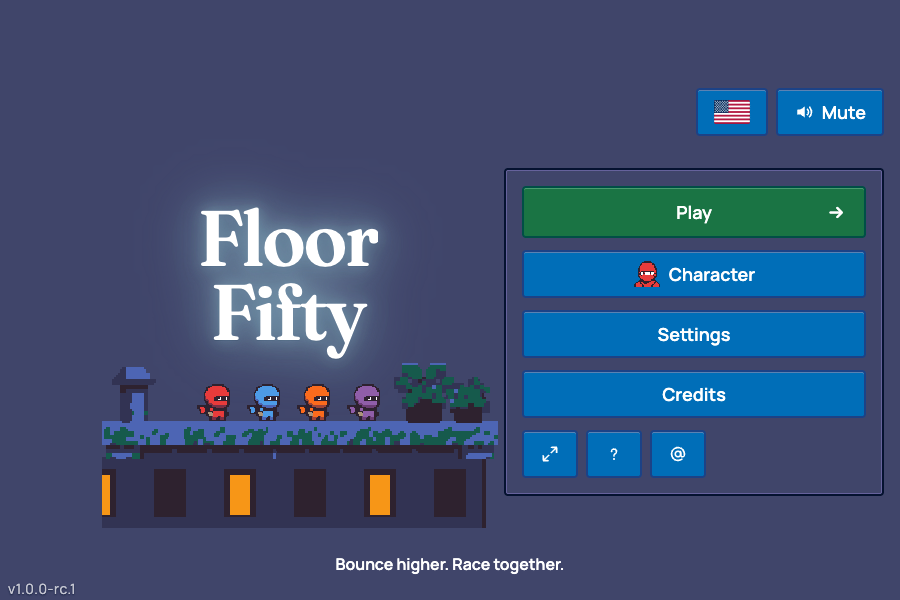 Mute
Floor
Fifty
Play
Character
Settings
Credits
?
@
Bounce higher. Race together.
v1.0.0-rc.1